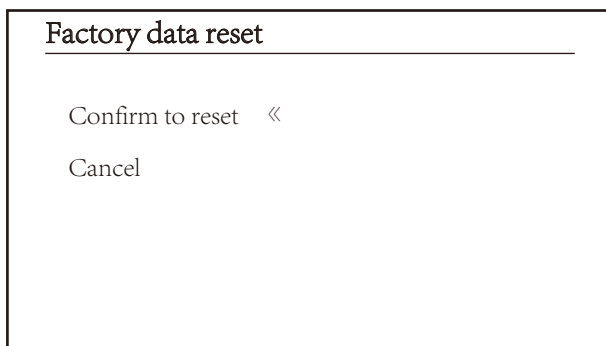 Factory data reset
Confirm to reset «
Cancel